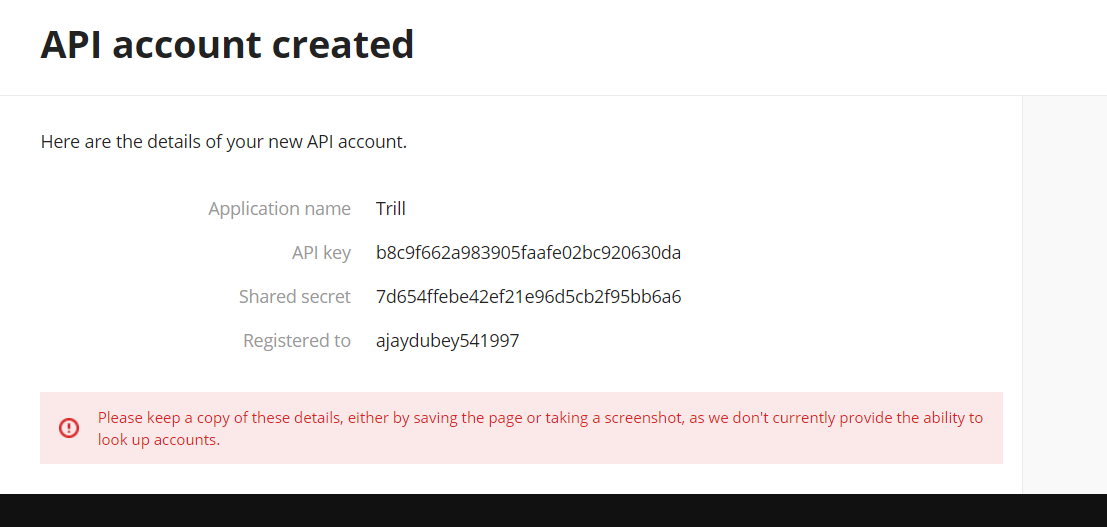 API account created
Here are the details of your new API account.
Application name Trill
API key b8c9f662a983905faafe02bc920630da
Shared secret 7d654ffebe42ef21e96d5cb2f95bb6a6
Registered to ajaydubey541997
Please keep a copy of these details, either by saving the page or taking a screenshot, as we don't currently provide the ability to
look up accounts.